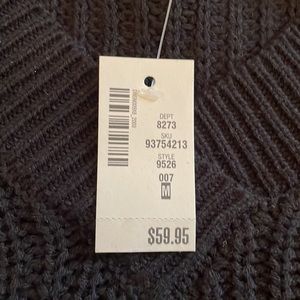 DEPT
8273
SKU
93754213
STYLE
9526
007
M
$59.95